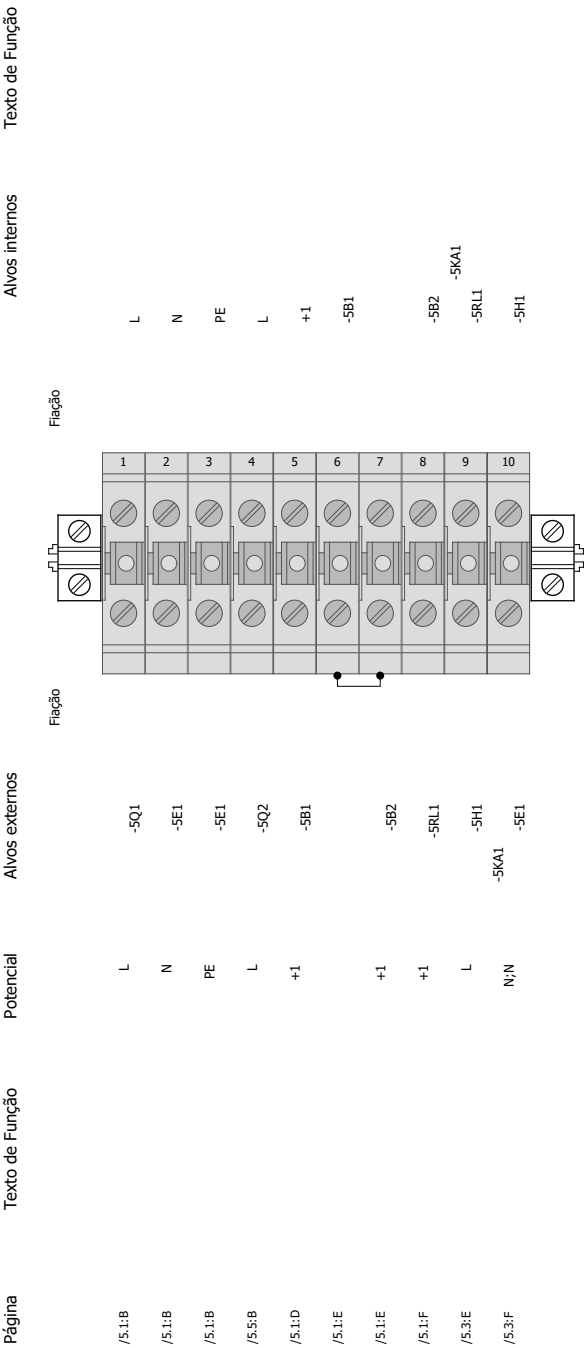 Texto de Função
Alvos internos
L
N
PE
L
+1
-5B1
-5B2
-5KA1
-5RL1
-5H1
Fiação
1 2 3 4 5 6 7 8 9 10
Fiação
Alvos externos
-5Q1
-5E1
-5E1
-5Q2
-5B1
-5B2
-5RL1
-5H1
-5KA1
-5E1
Potencial
L
N
PE
L
+1
+1
+1
L
N;N
Texto de Função
Página
/5.1:B
/5.1:B
/5.1:B
/5.5:B
/5.1:D
/5.1:E
/5.1:E
/5.1:F
/5.3:E
/5.3:F